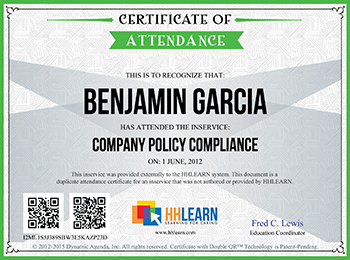 CERTIFICATE OF
ATTENDANCE
THIS IS TO RECOGNIZE THAT:
BENJAMIN GARCIA
HAS ATTENDED THE INSERVICE:
COMPANY POLICY COMPLIANCE
ON: 1 JUNE, 2012
This inservice was provided externally to the HHLEARN system. This document is a
duplicate attendance certificate for an inservice that was not authored or provided by HHLEARN.
HHLEARN
LEARNING FOR CARING
www.hhlearn.com
Fred C. Lewis
Education Coordinator
© 2012-2015 Dynamic Agenda, Inc. All rights reserved. Certificate with Double QR™ Technology is Patent-Pending.